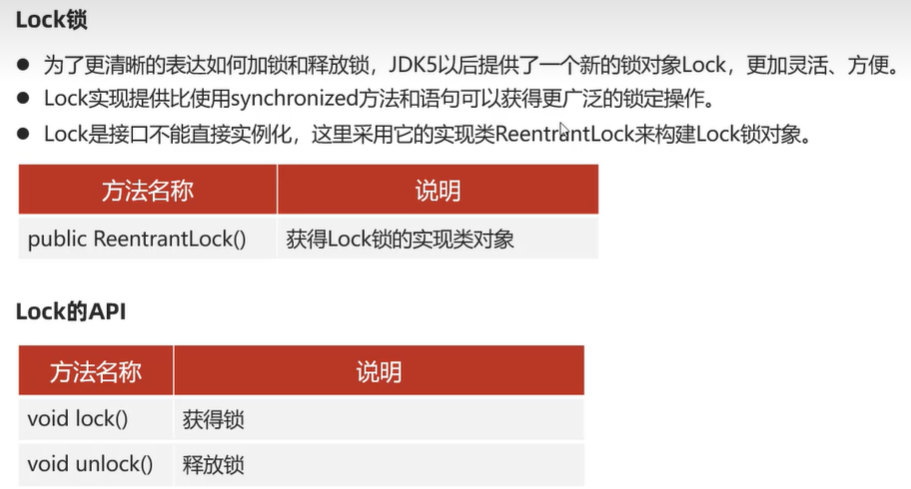 Lock锁
● 为了更清晰的表达如何加锁和释放锁，JDK5以后提供了一个新的锁对象Lock，更加灵活、方便。
● Lock实现提供比使用synchronized方法和语句可以获得更广泛的锁定操作。
● Lock是接口不能直接实例化，这里采用它的实现类ReentrantLock来构建Lock锁对象。
方法名称 说明
public ReentrantLock() 获得Lock锁的实现类对象
Lock的API
方法名称 说明
void lock() 获得锁
void unlock() 释放锁